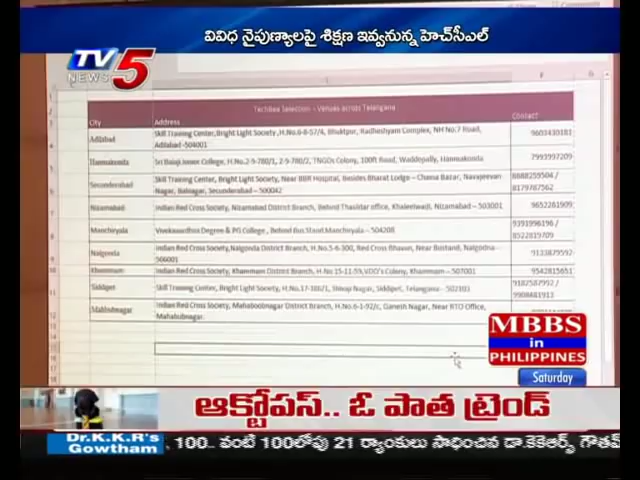 వివిధ నైపుణ్యాలపై శిక్షణ ఇవ్వనున్న హెచ్‌సీఎల్
TV5
NEWS
TechBee Selection - Venues across Telangana
City Address Contact
Adilabad Skill Training Center, Bright Light Society, H.No.6-8-57/4, Bhuktpur, Radheshyam Complex, NH No:7 Road, 9603430181
Adilabad -504001
Hanmakonda Sri Balaji Junior College, H.No.2-9-780/1, 2-9-780/2, TNGOs Colony, 100ft Road, Waddepally, Hanmakonda 7993997209
Secunderabad Skill Training Center, Bright Light Society, Near BBR Hospital, Besides Bharat Lodge - Chana Bazar, Navajeevan 8688259504 /
Nagar, Balnagar, Secunderabad - 500042 8179787562
Nizamabad Indian Red Cross Society, Nizamabad District Branch, Behind Thasildar office, Khaleelwadi, Nizamabad - 503001 9652261909
Manchiryala Vivekavardhini Degree & PG College, Behind Bus Stand Manchiryala - 504208 9391996196 /
8522819709
Nalgonda Indian Red Cross Society, Nalgonda District Branch, H.No.5-6-300, Red Cross Bhavan, Near Bustand, Nalgonda - 9133879592
506001
Khammam Indian Red Cross Society, Khammam District Branch, H No 15-11-59, VDO's Colony, Khammam - 507001 9542815651
Siddipet Skill Training Center, Bright Light Society, H.No.17-106/1, Shivaji Nagar, Siddipet, Telangana - 502103 9182587992 /
9908481913
Mahbubnagar Indian Red Cross Society, Mahaboobnagar District Branch, H.No.6-1-92/c, Ganesh Nagar, Near RTO Office,
Mahabubnagar.
MBBS
in
PHILIPPINES
Saturday
ఆక్టోపస్.. ఓ పాత ట్రెండ్
Dr.K.K.R's
Gowtham
, 100.. వంటి 100లోపు 21 ర్యాంకులు సాధించిన డా.కెకెఆర్స్ గౌతమ్